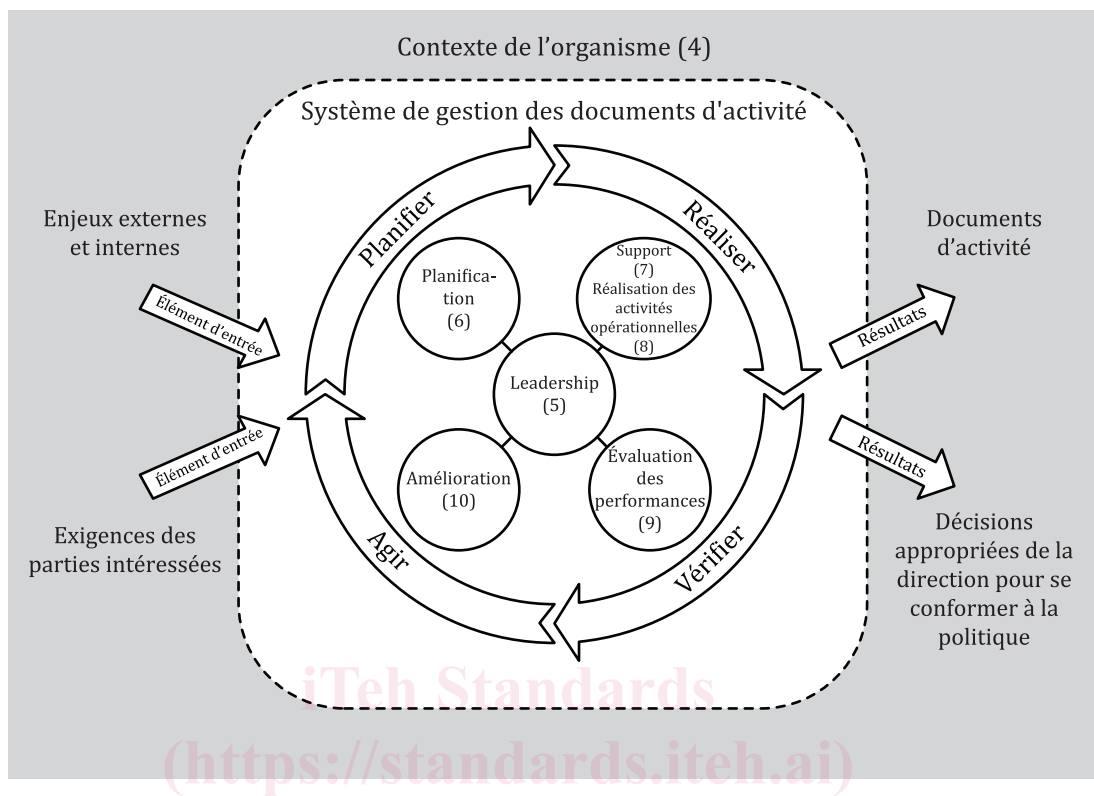 Contexte de l’organisme (4)
Système de gestion des documents d'activité
Planifier
Réaliser
Enjeux externes
et internes
Documents
d’activité
Planifica-
tion
(6)
Support
(7)
Réalisation des
activités
opérationnelles
(8)
Élément d’entrée
Résultats
Leadership
(5)
Élément d’entrée
Résultats
Amélioration
(10)
Évaluation
des
performances
(9)
Exigences des
parties intéressées
Agir
Vérifier
Décisions
appropriées de la
direction pour se
conformer à la
politique
iTeh Standards
(https://standards.iteh.ai)